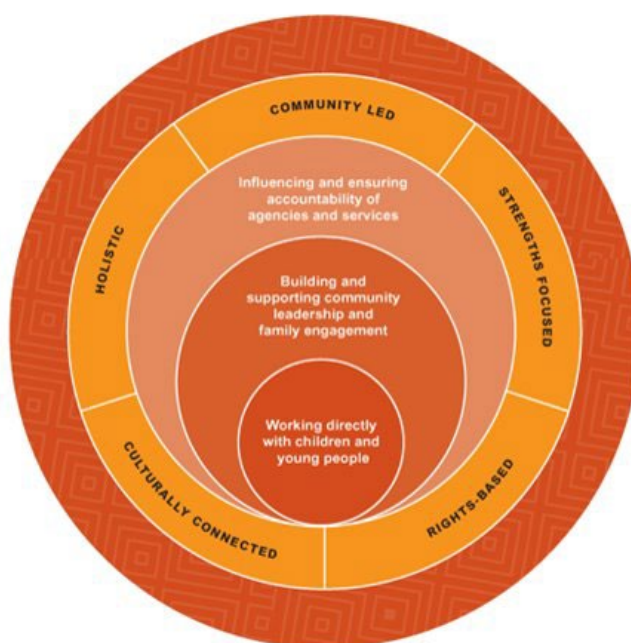 COMMUNITY LED
HOLISTIC
STRENGTHS FOCUSED
Influencing and ensuring
accountability of
agencies and services
Building and
supporting community
leadership and
family engagement
Working directly
with children and
young people
CULTURALLY CONNECTED
RIGHTS-BASED